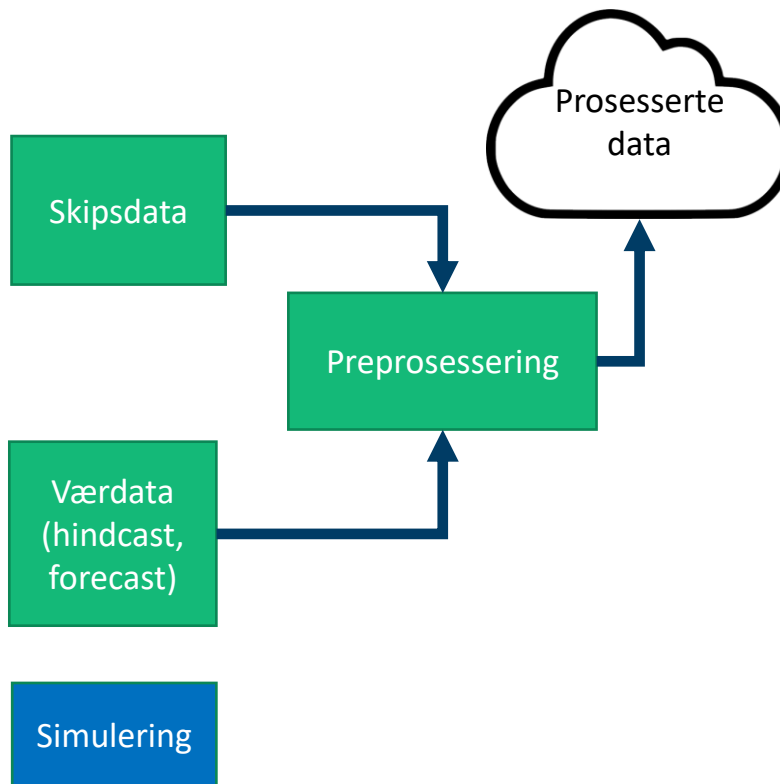 Prosesserte
data
Skipsdata
Preprosessering
Værdata
(hindcast,
forecast)
Simulering